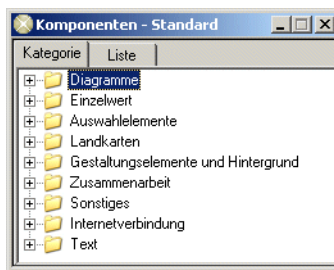 Komponenten - Standard
Kategorie Liste
Diagramme
Einzelwert
Auswahlelemente
Landkarten
Gestaltungselemente und Hintergrund
Zusammenarbeit
Sonstiges
Internetverbindung
Text